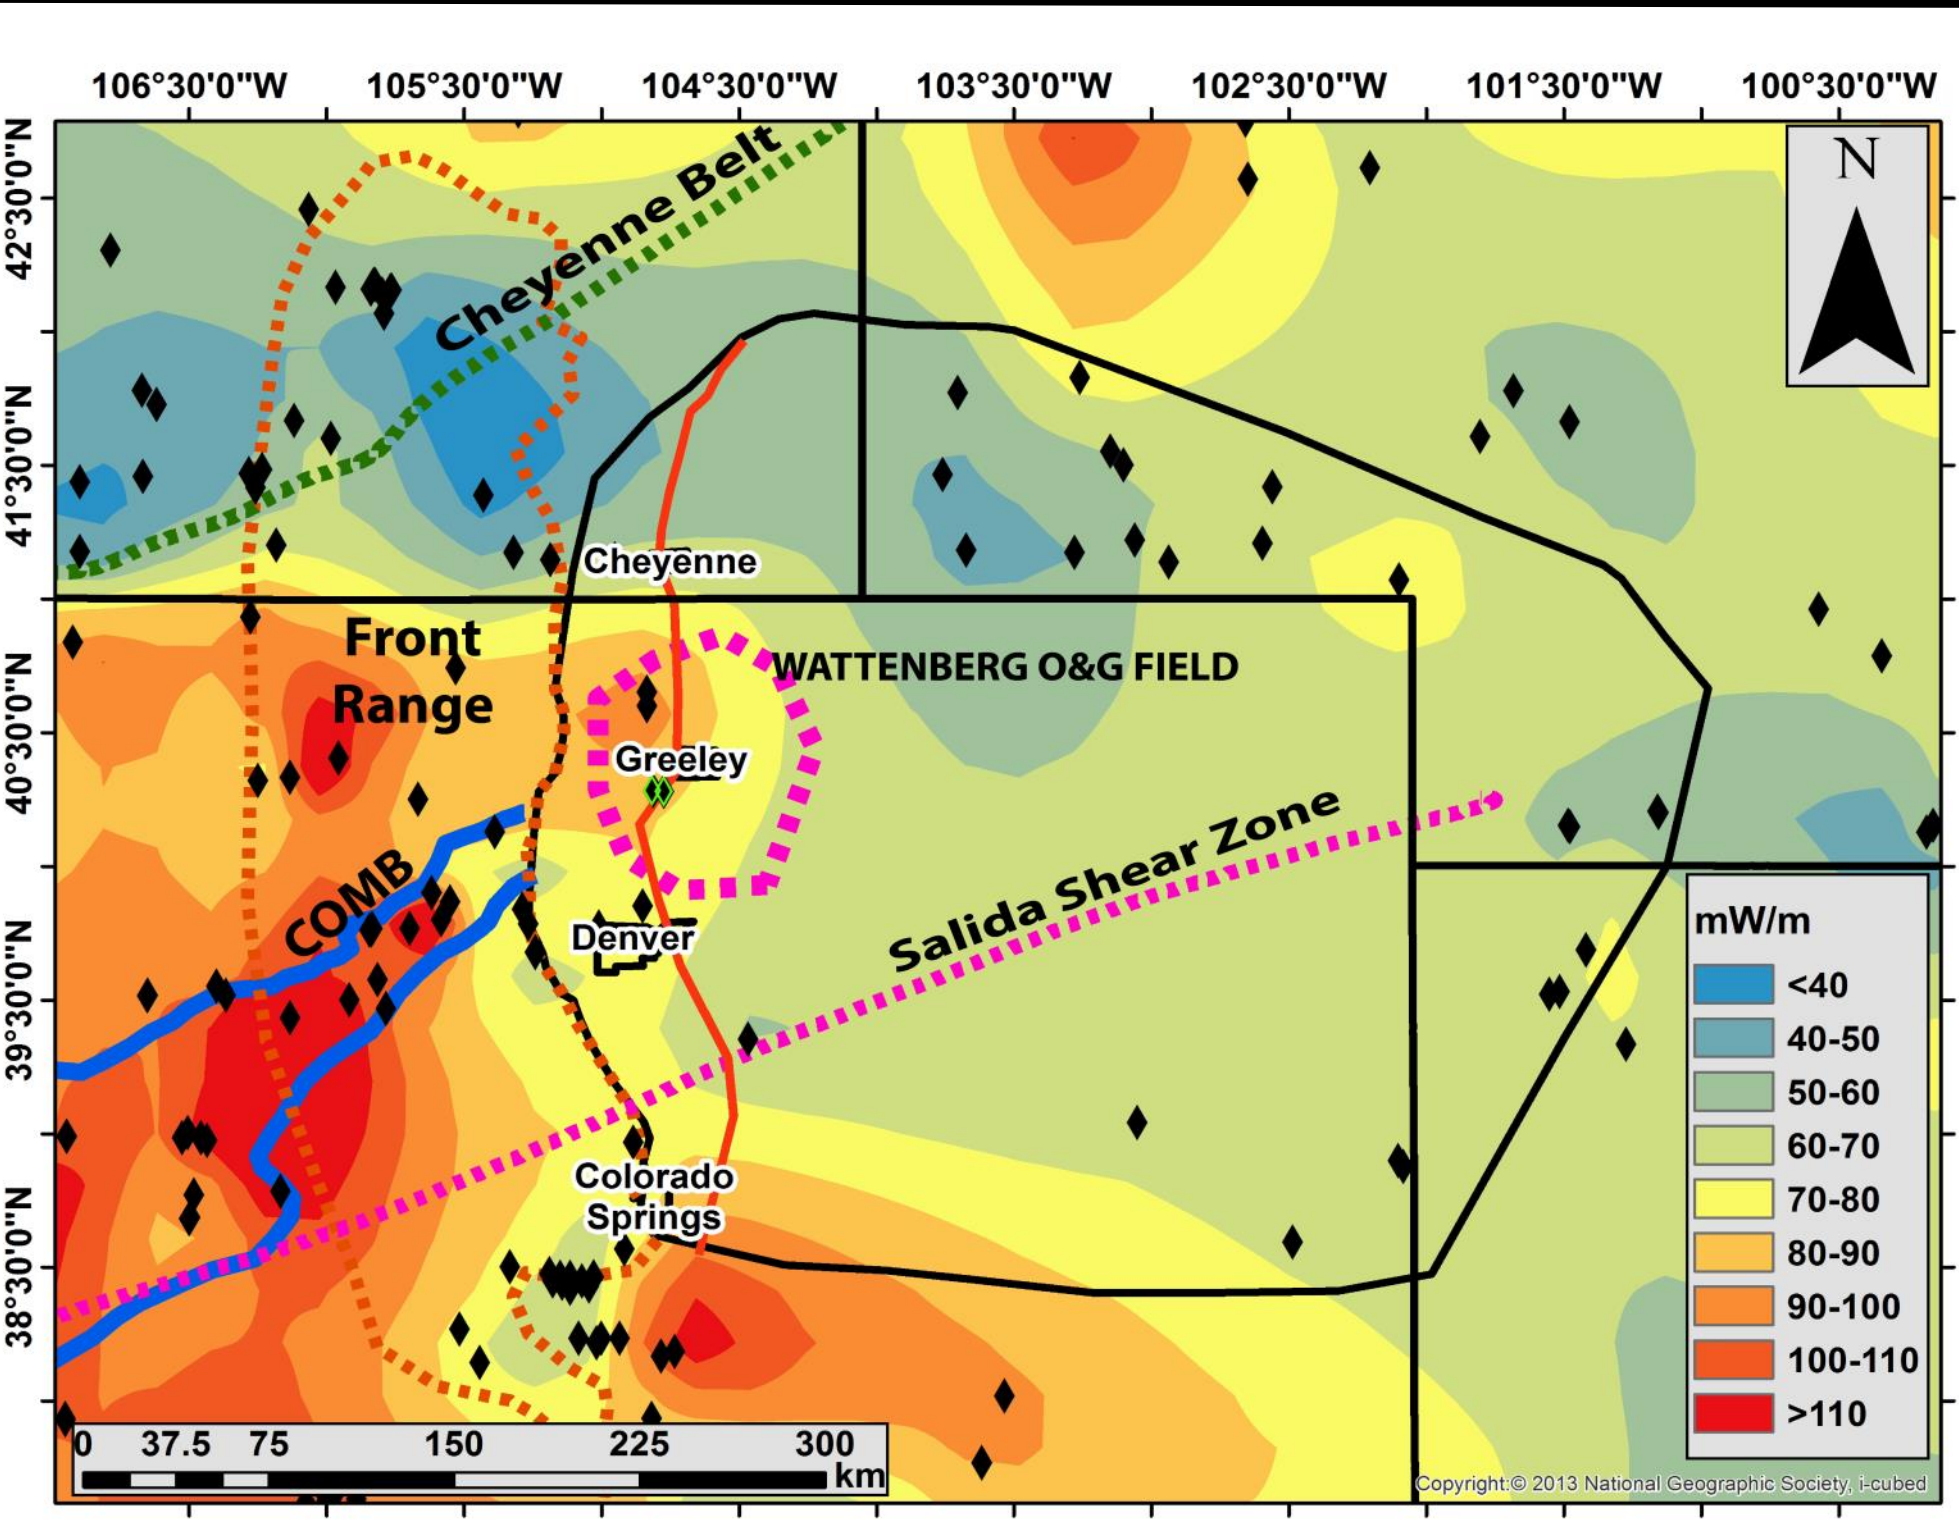 106°30'0"W 105°30'0"W 104°30'0"W 103°30'0"W 102°30'0"W 101°30'0"W 100°30'0"W
42°30'0"N
41°30'0"N
40°30'0"N
39°30'0"N
38°30'0"N
N
Cheyenne Belt
Cheyenne
Front
Range
WATTENBERG O&G FIELD
Greeley
Salida Shear Zone
COMB
Denver
Colorado
Springs
mW/m
<40
40-50
50-60
60-70
70-80
80-90
90-100
100-110
>110
0 37.5 75 150 225 300
km
Copyright:© 2013 National Geographic Society, i-cubed